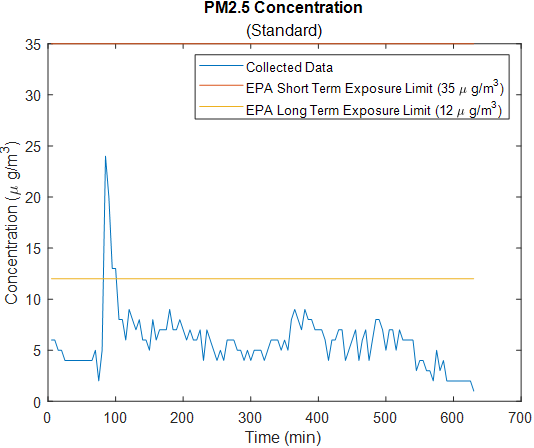 PM2.5 Concentration
(Standard)
Collected Data
EPA Short Term Exposure Limit (35 μ g/m³)
EPA Long Term Exposure Limit (12 μ g/m³)
Concentration (μ g/m³)
35
30
25
20
15
10
5
0
0 100 200 300 400 500 600 700
Time (min)